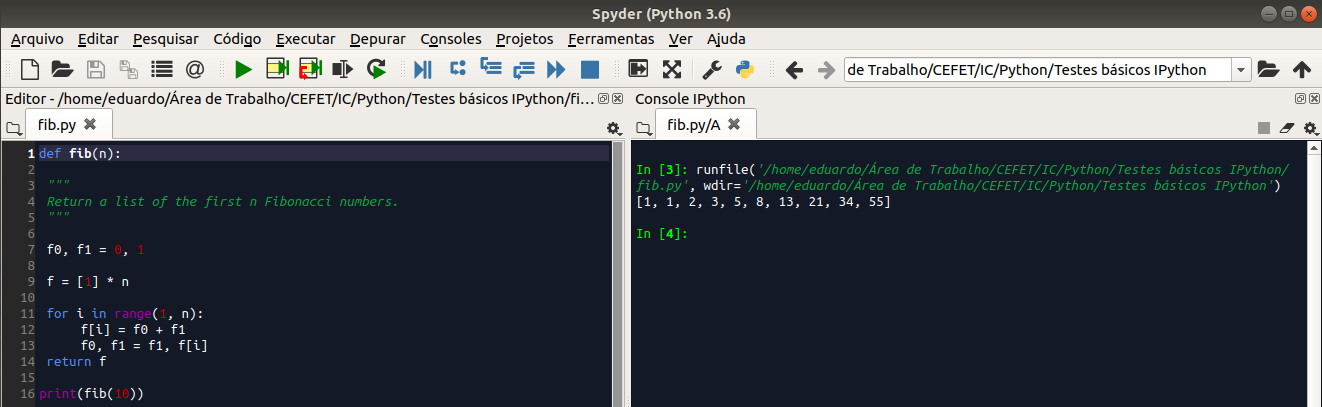 Spyder (Python 3.6)
Arquivo Editar Pesquisar Código Executar Depurar Consoles Projetos Ferramentas Ver Ajuda
de Trabalho/CEFET/IC/Python/Testes básicos IPython
Editor - /home/eduardo/Área de Trabalho/CEFET/IC/Python/Testes básicos IPython/fi...
fib.py
1 def fib(n):
2
3 """
4 Return a list of the first n Fibonacci numbers.
5 """
6
7 f0, f1 = 0, 1
8
9 f = [1] * n
10
11 for i in range(1, n):
12 f[i] = f0 + f1
13 f0, f1 = f1, f[i]
14 return f
15
16 print(fib(10))
Console IPython
fib.py/A
In [3]: runfile('/home/eduardo/Área de Trabalho/CEFET/IC/Python/Testes básicos IPython/
fib.py', wdir='/home/eduardo/Área de Trabalho/CEFET/IC/Python/Testes básicos IPython')
[1, 1, 2, 3, 5, 8, 13, 21, 34, 55]
In [4]: